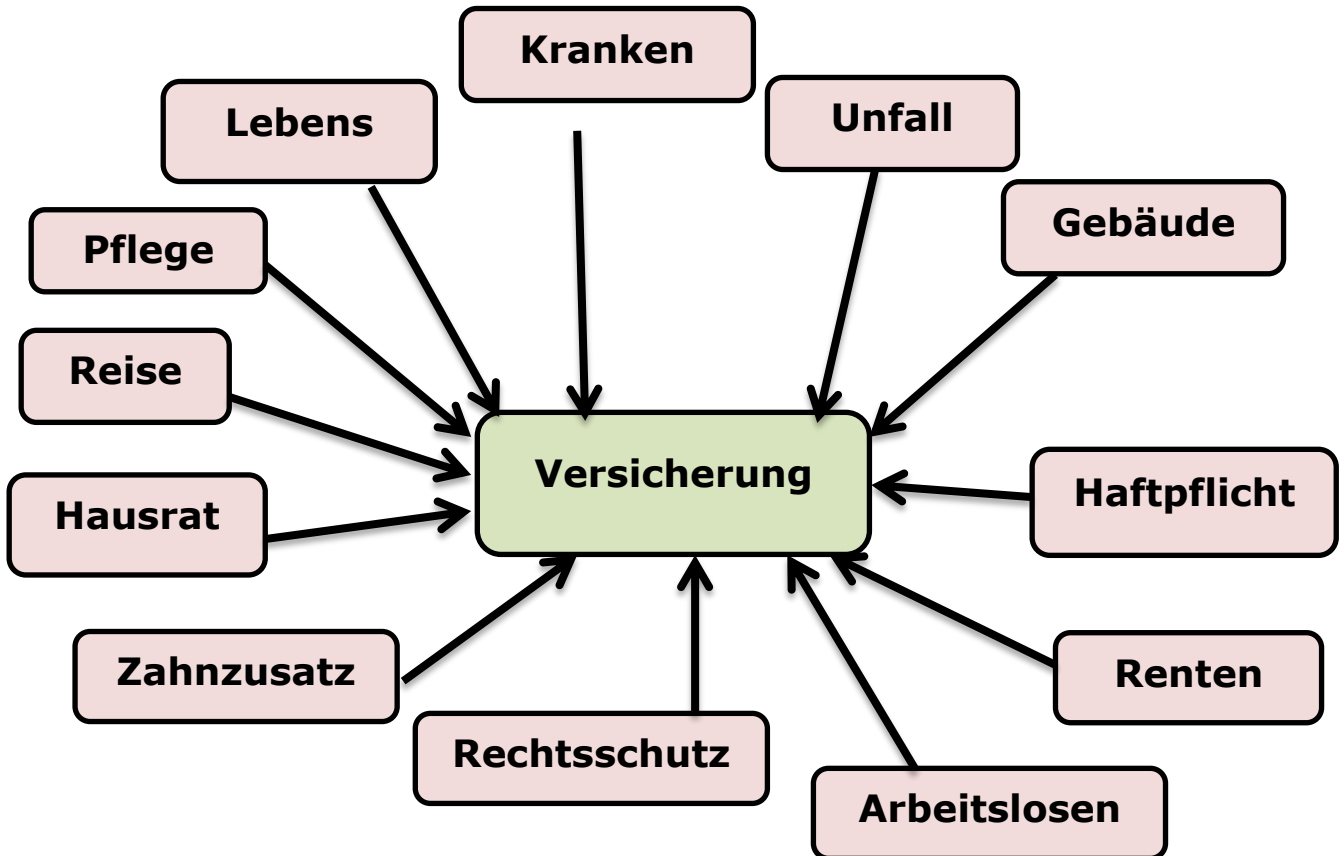 Kranken
Lebens
Unfall
Gebäude
Pflege
Reise
Versicherung
Haftpflicht
Hausrat
Zahnzusatz
Renten
Rechtsschutz
Arbeitslosen